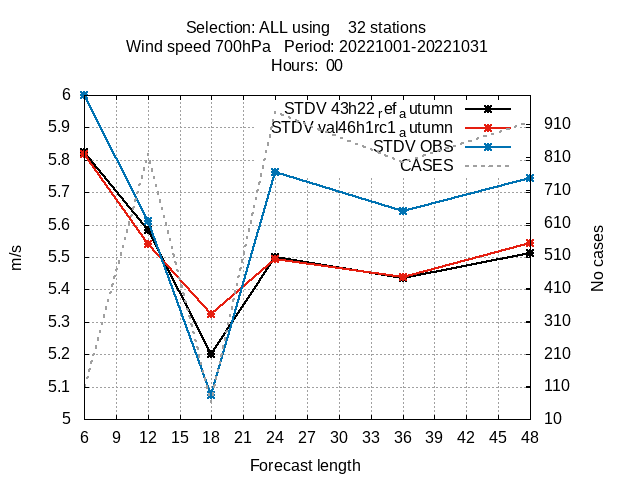 Selection: ALL using    32 stations
Wind speed 700hPa   Period: 20221001-20221031
Hours:  00
STDV 43h22refautumn
STDV val46h1rc1autumn
STDV OBS
CASES
6
5.9
5.8
5.7
5.6
5.5
5.4
5.3
5.2
5.1
5
m/s
910
810
710
610
510
410
310
210
110
10
No cases
6 9 12 15 18 21 24 27 30 33 36 39 42 45 48
Forecast length